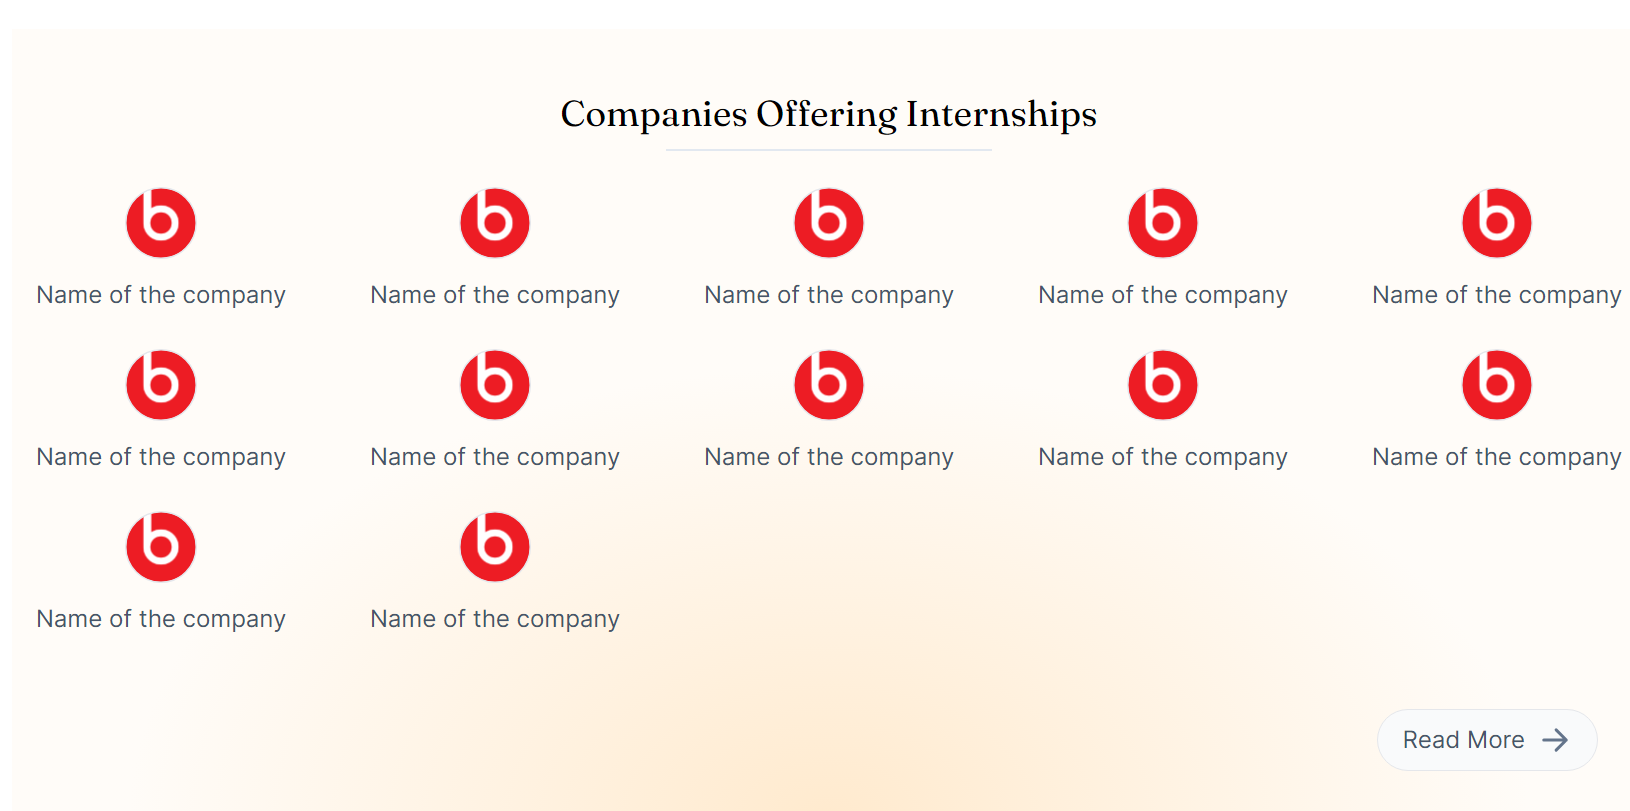 Companies Offering Internships
b b b b b
Name of the company Name of the company Name of the company Name of the company Name of the company
b b b b b
Name of the company Name of the company Name of the company Name of the company Name of the company
b b
Name of the company Name of the company
Read More